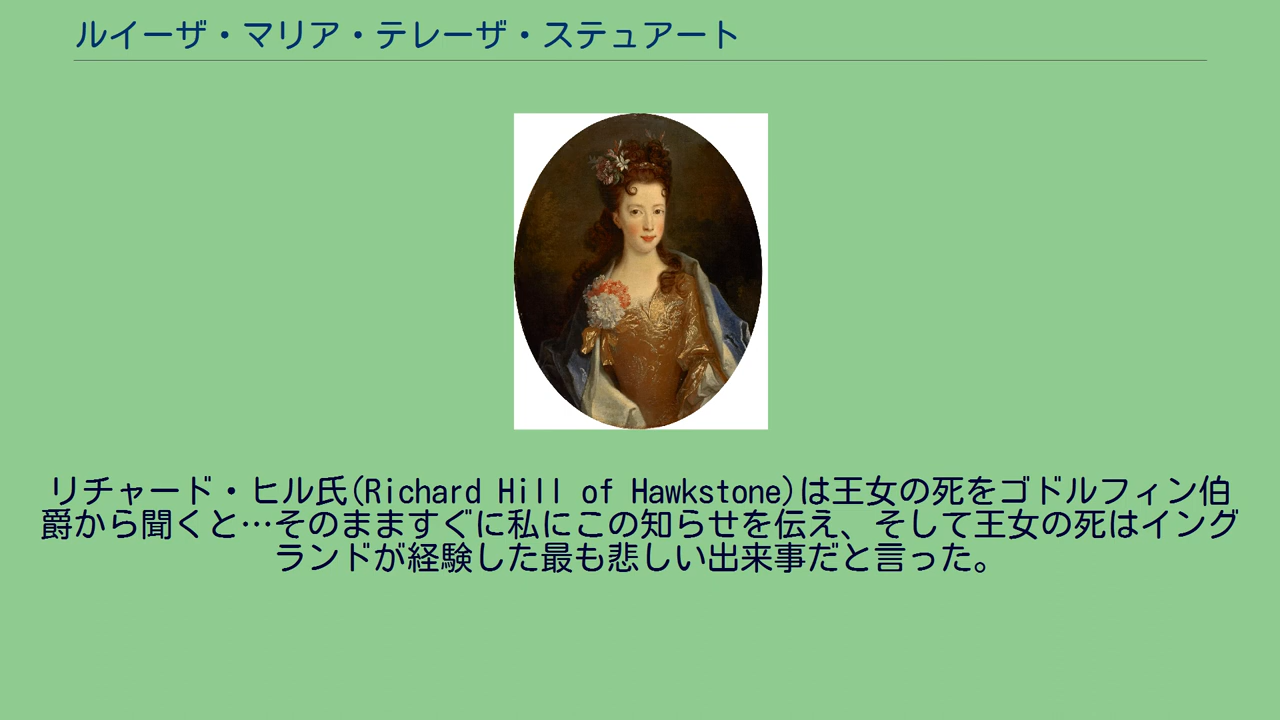 ルイーザ・マリア・テレーザ・ステュアート
リチャード・ヒル氏(Richard Hill of Hawkstone)は王女の死をゴドルフィン伯
爵から聞くと…そのまますぐに私にこの知らせを伝え、そして王女の死はイング
ランドが経験した最も悲しい出来事だと言った。